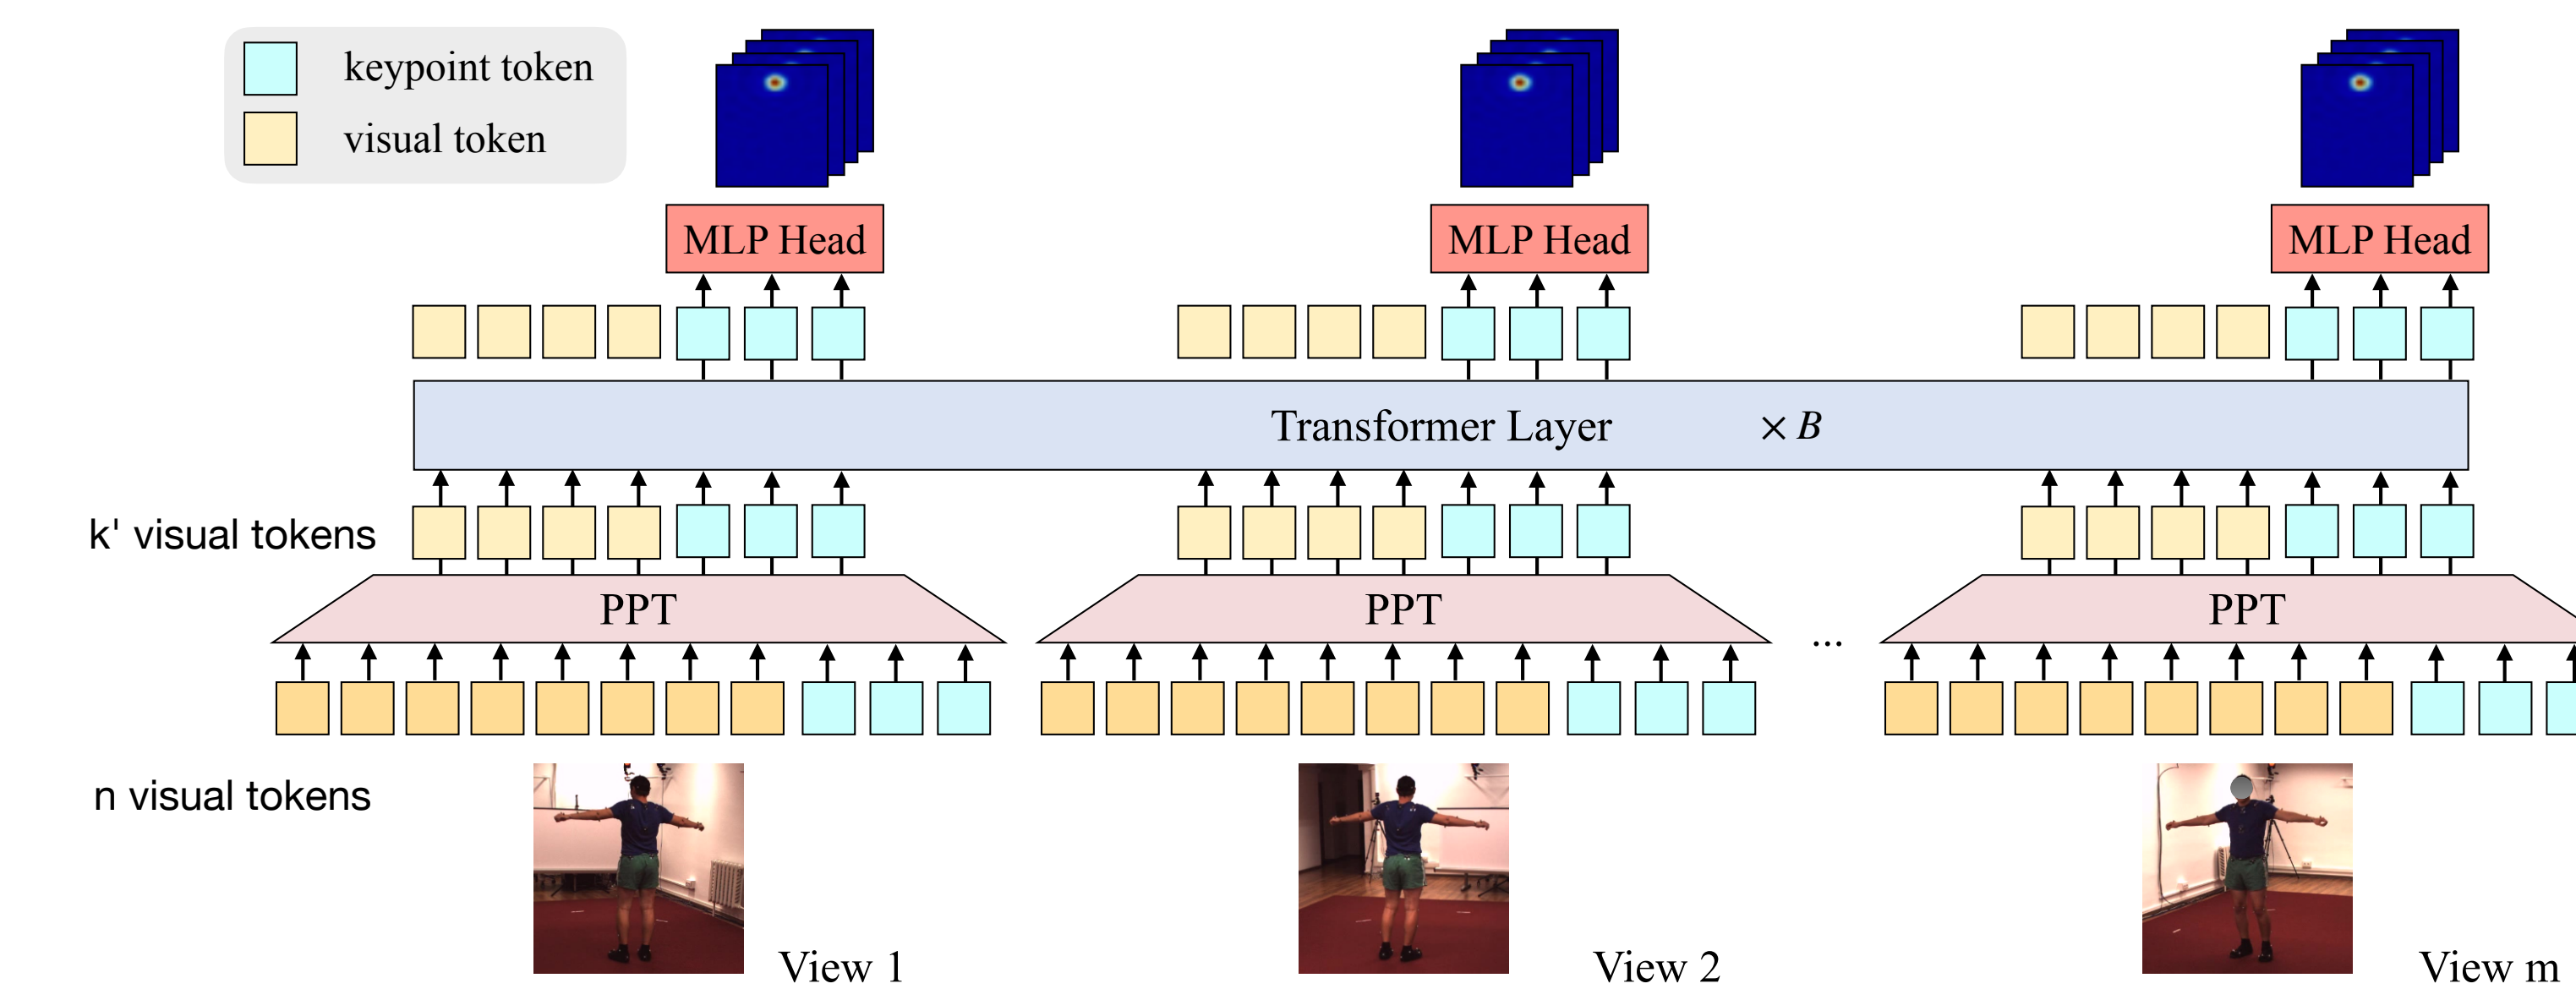 keypoint token
visual token
MLP Head
MLP Head
MLP Head
Transformer Layer × B
k' visual tokens
PPT
PPT
...
PPT
n visual tokens
View 1
View 2
View m